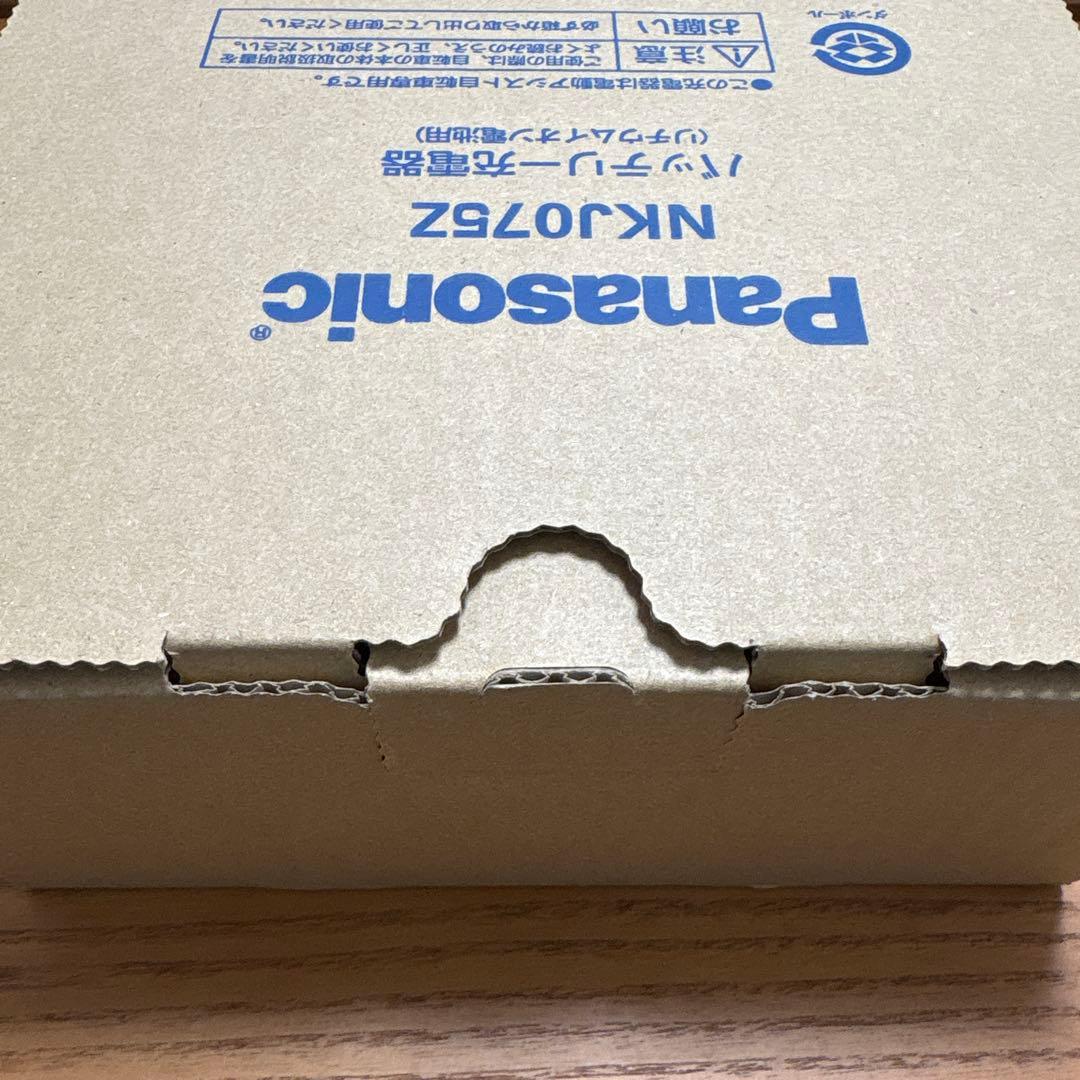 Panasonic®
NKJ075Z
バッテリー充電器
(リチウムイオン電池用)
●この充電器は電動アシスト自転車専用です。
⚠注意 ご使用の際は、自転車の本体の取扱説明書を
よくお読みのうえ、正しくお使いください。
お願い 必ず箱から取り出してご使用ください。
ダンボール